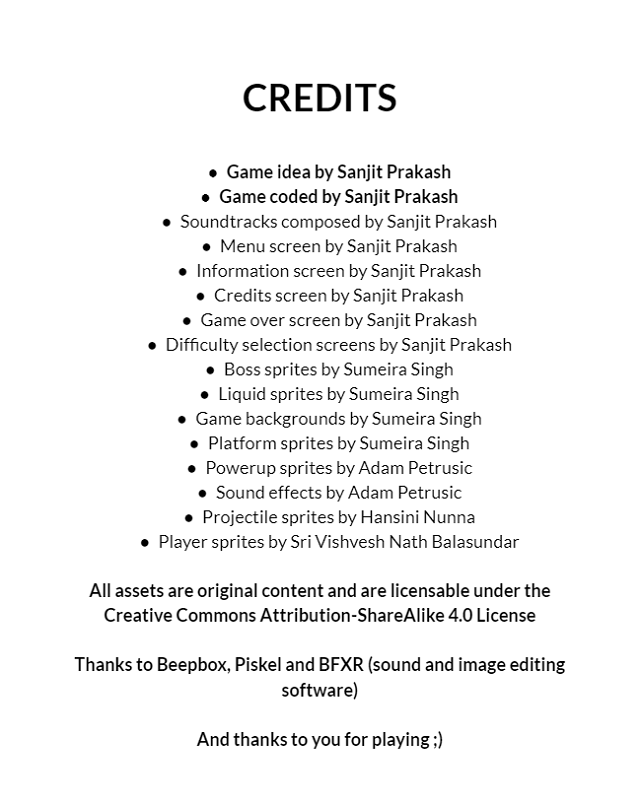 CREDITS
● Game idea by Sanjit Prakash
● Game coded by Sanjit Prakash
● Soundtracks composed by Sanjit Prakash
● Menu screen by Sanjit Prakash
● Information screen by Sanjit Prakash
● Credits screen by Sanjit Prakash
● Game over screen by Sanjit Prakash
● Difficulty selection screens by Sanjit Prakash
● Boss sprites by Sumeira Singh
● Liquid sprites by Sumeira Singh
● Game backgrounds by Sumeira Singh
● Platform sprites by Sumeira Singh
● Powerup sprites by Adam Petrusic
● Sound effects by Adam Petrusic
● Projectile sprites by Hansini Nunna
● Player sprites by Sri Vishvesh Nath Balasundar
All assets are original content and are licensable under the
Creative Commons Attribution-ShareAlike 4.0 License
Thanks to Beepbox, Piskel and BFXR (sound and image editing
software)
And thanks to you for playing ;)